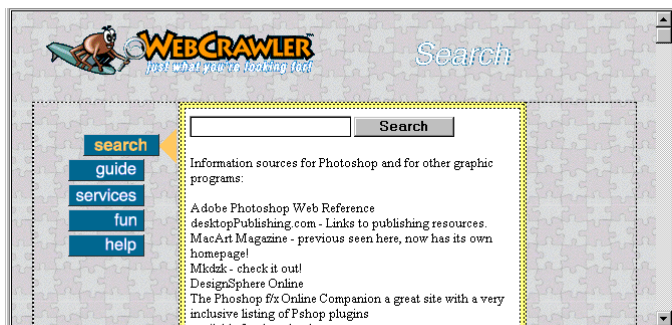 WEBCRAWLER
just what you're looking for!
Search
Search
search
guide
services
fun
help
Information sources for Photoshop and for other graphic
programs:
Adobe Photoshop Web Reference
desktopPublishing.com - Links to publishing resources.
MacArt Magazine - previous seen here, now has its own
homepage!
Mkdzk - check it out!
DesignSphere Online
The Phoshop f/x Online Companion a great site with a very
inclusive listing of Pshop plugins